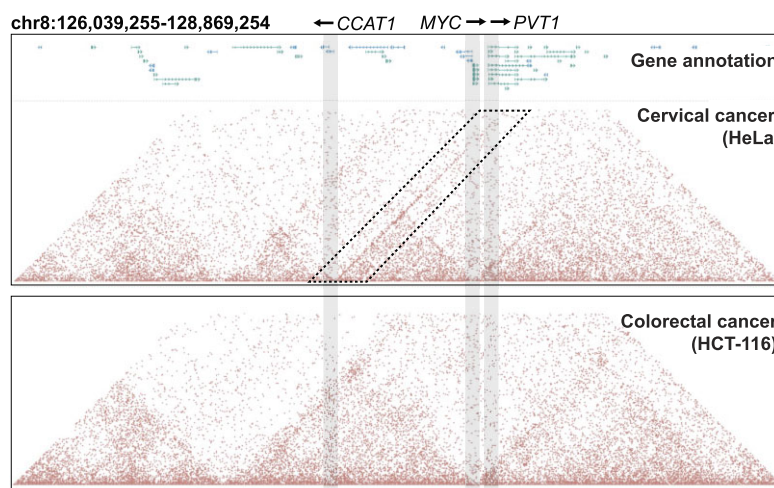 chr8:126,039,255-128,869,254 ←CCAT1 MYC → →PVT1
Gene annotation
Cervical cancer
(HeLa
Colorectal cancer
(HCT-116)